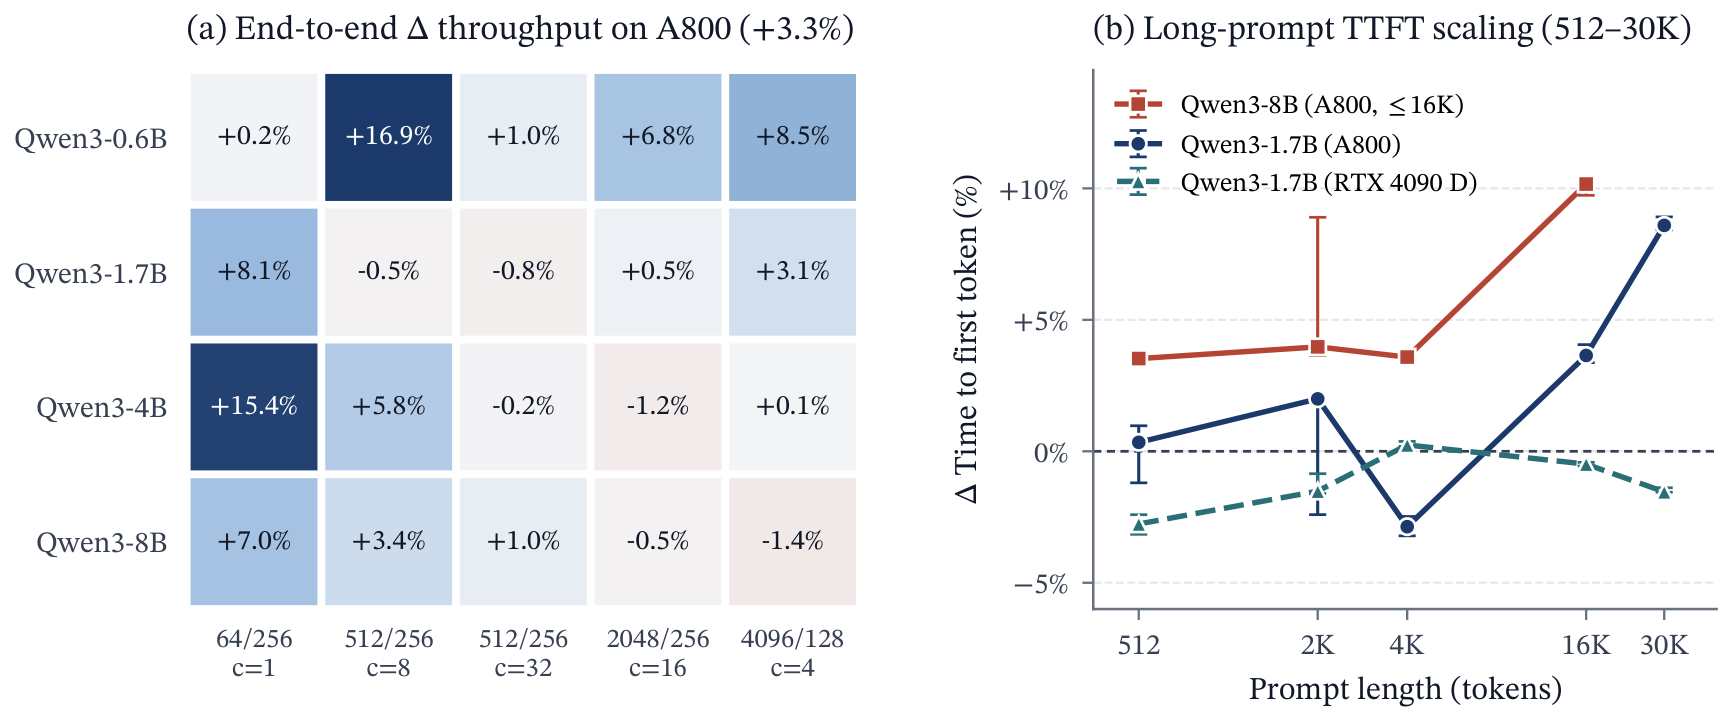 (a) End-to-end Δ throughput on A800 (+3.3%)
Qwen3-0.6B +0.2% +16.9% +1.0% +6.8% +8.5%
Qwen3-1.7B +8.1% -0.5% -0.8% +0.5% +3.1%
Qwen3-4B +15.4% +5.8% -0.2% -1.2% +0.1%
Qwen3-8B +7.0% +3.4% +1.0% -0.5% -1.4%
64/256 512/256 512/256 2048/256 4096/128
c=1 c=8 c=32 c=16 c=4
(b) Long-prompt TTFT scaling (512–30K)
Qwen3-8B (A800, ≤16K)
Qwen3-1.7B (A800)
Qwen3-1.7B (RTX 4090 D)
Δ Time to first token (%)
+10%
+5%
0%
−5%
512 2K 4K 16K 30K
Prompt length (tokens)